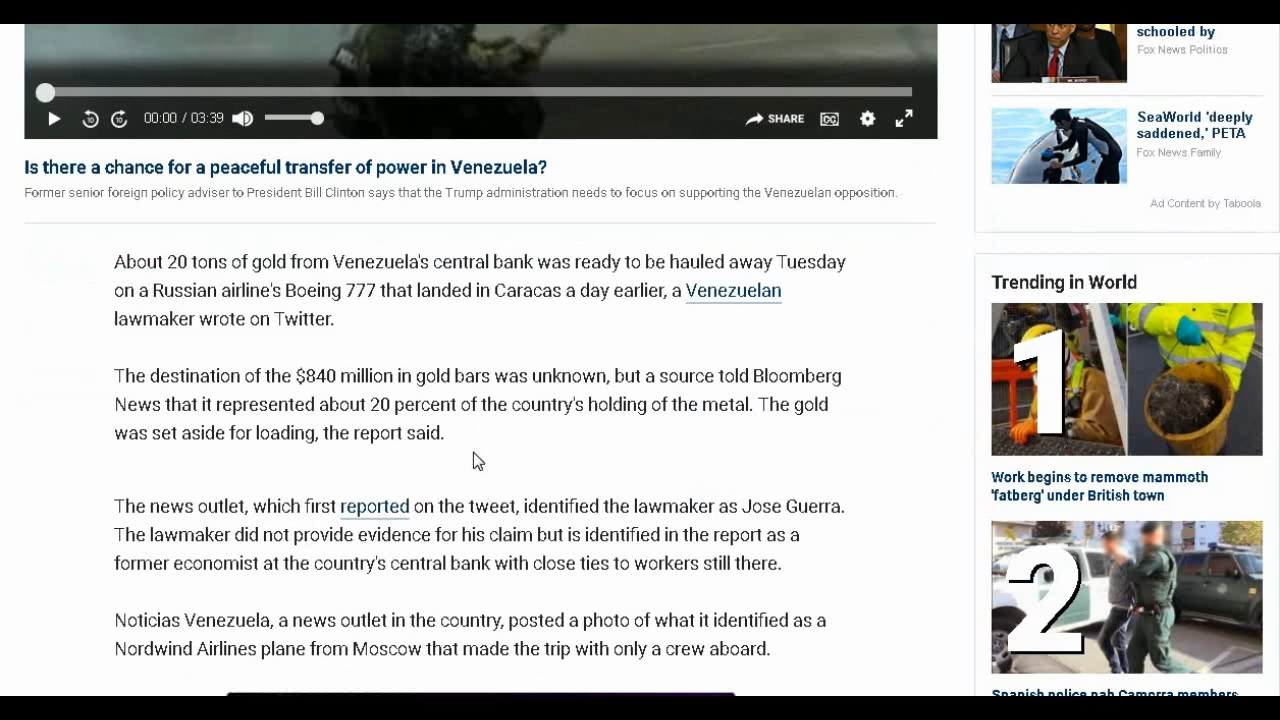 00:00 / 03:39
SHARE
CC
Is there a chance for a peaceful transfer of power in Venezuela?
Former senior foreign policy adviser to President Bill Clinton says that the Trump administration needs to focus on supporting the Venezuelan opposition.
About 20 tons of gold from Venezuela's central bank was ready to be hauled away Tuesday
on a Russian airline's Boeing 777 that landed in Caracas a day earlier, a Venezuelan
lawmaker wrote on Twitter.
The destination of the $840 million in gold bars was unknown, but a source told Bloomberg
News that it represented about 20 percent of the country's holding of the metal. The gold
was set aside for loading, the report said.
The news outlet, which first reported on the tweet, identified the lawmaker as Jose Guerra.
The lawmaker did not provide evidence for his claim but is identified in the report as a
former economist at the country's central bank with close ties to workers still there.
Noticias Venezuela, a news outlet in the country, posted a photo of what it identified as a
Nordwind Airlines plane from Moscow that made the trip with only a crew aboard.
schooled by
Fox News Politics
SeaWorld 'deeply
saddened,' PETA
Fox News Family
Ad Content by Taboola
Trending in World
1
Work begins to remove mammoth
'fatberg' under British town
2
Spanish police nab Camorra members